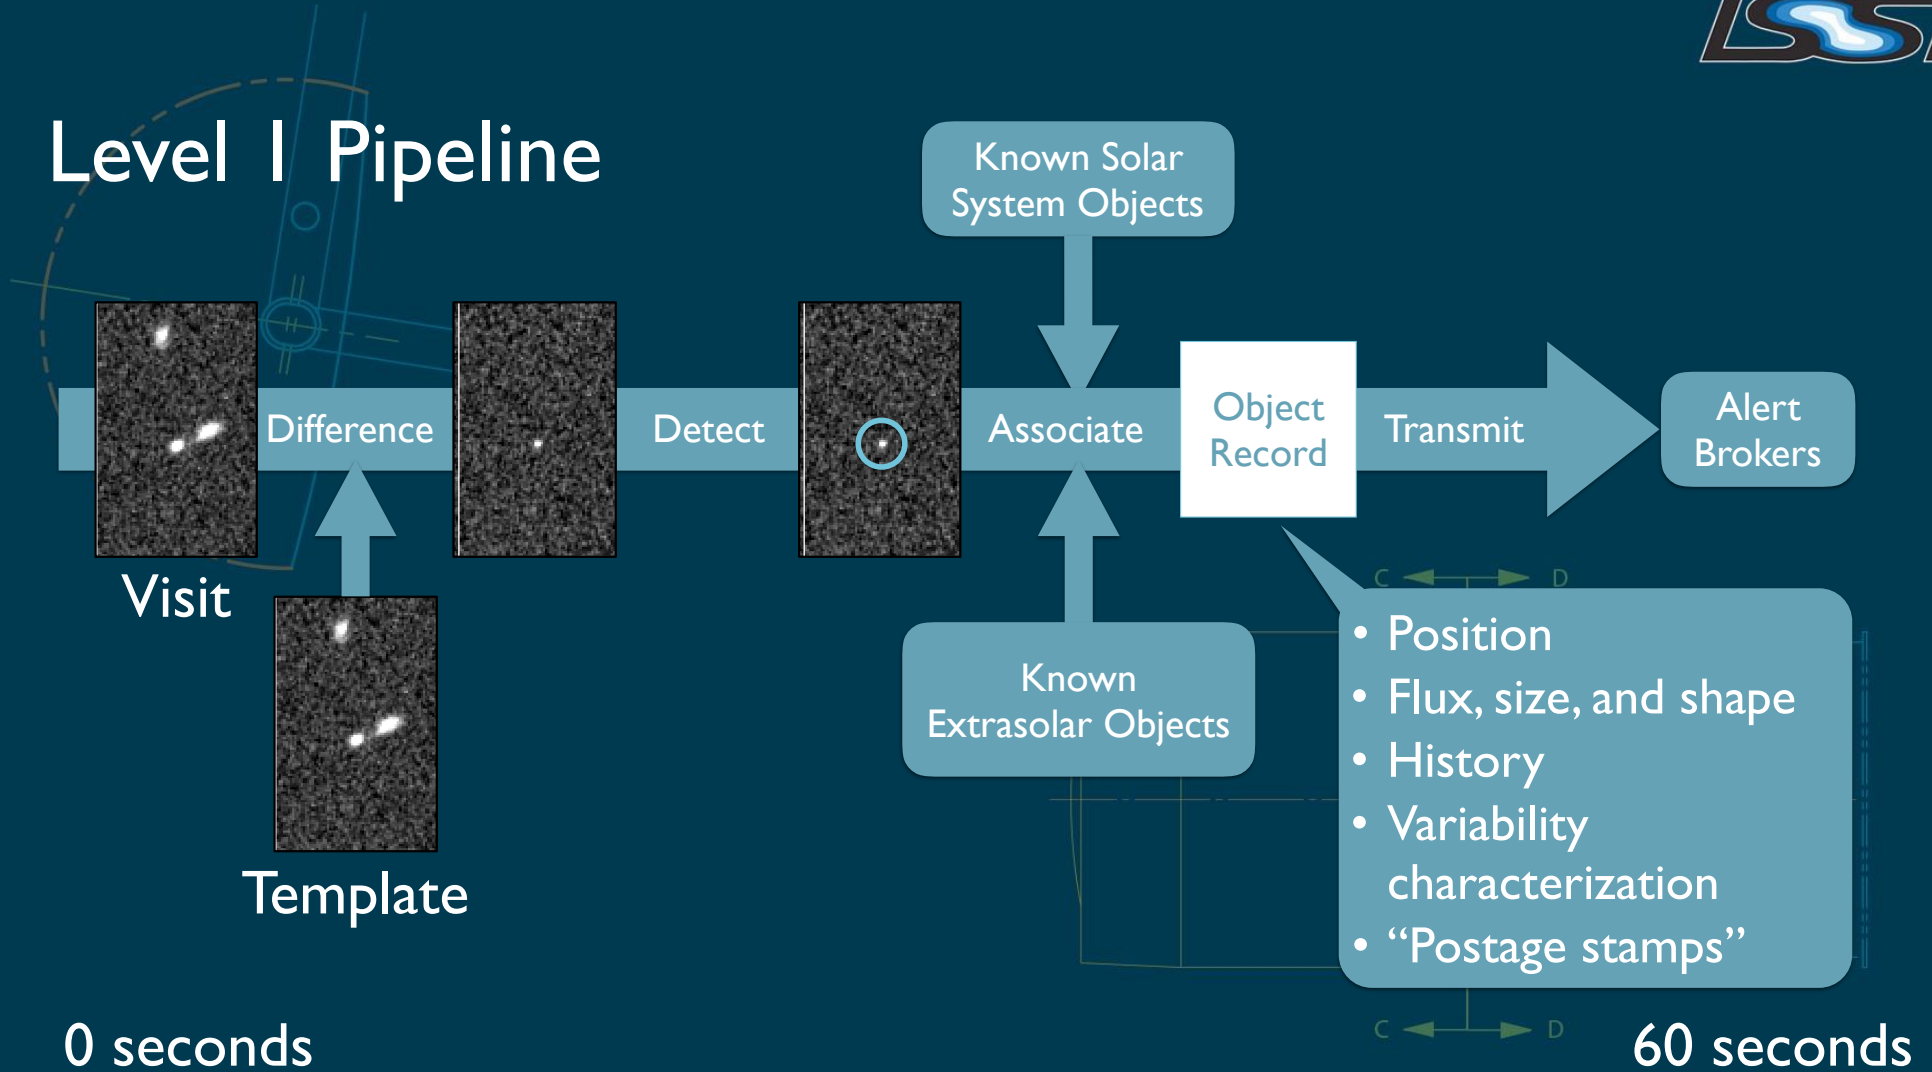 LSST
Level 1 Pipeline
Known Solar
System Objects
Difference
Detect
Associate
Object
Record
Transmit
Alert
Brokers
Visit
Template
Known
Extrasolar Objects
C
D
• Position
• Flux, size, and shape
• History
• Variability
characterization
• “Postage stamps”
C
D
0 seconds
60 seconds